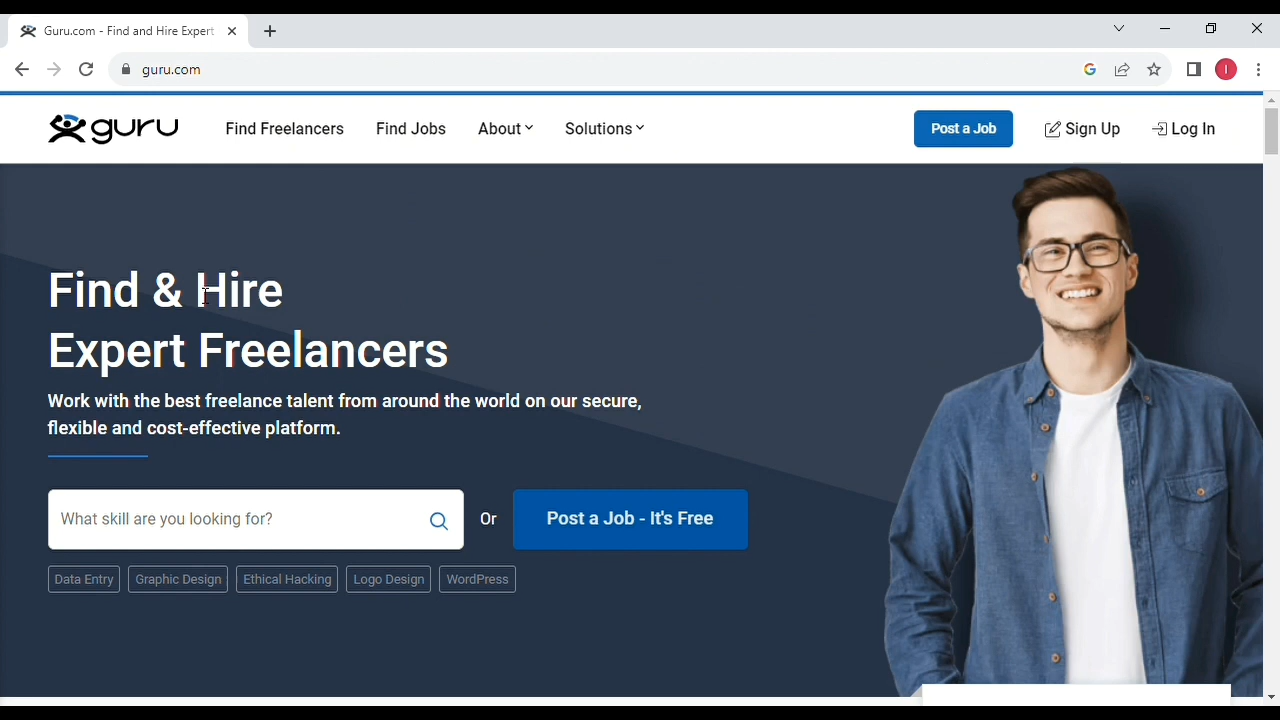 Guru.com - Find and Hire Expert
guru.com
guru
Find Freelancers
Find Jobs
About
Solutions
Post a Job
Sign Up
Log In
Find & Hire
Expert Freelancers
Work with the best freelance talent from around the world on our secure,
flexible and cost-effective platform.
What skill are you looking for?
Or
Post a Job - It's Free
Data Entry
Graphic Design
Ethical Hacking
Logo Design
WordPress